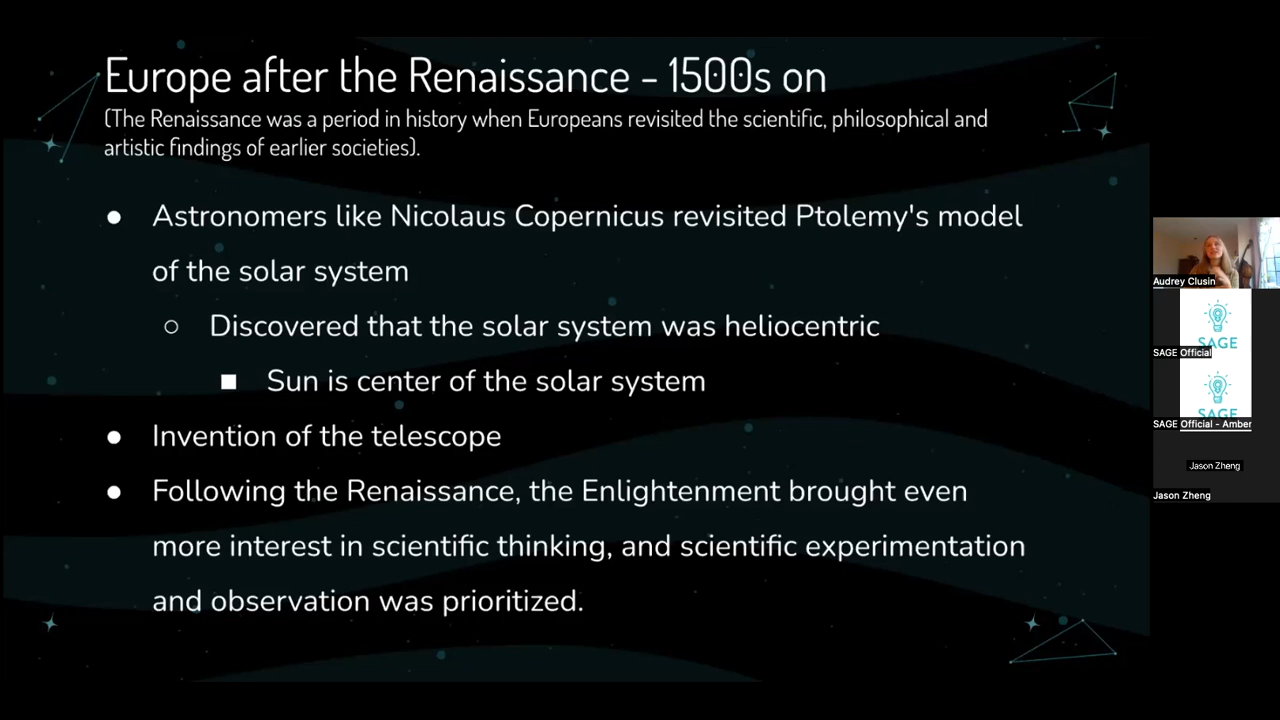 Europe after the Renaissance - 1500s on
(The Renaissance was a period in history when Europeans revisited the scientific, philosophical and
artistic findings of earlier societies).
● Astronomers like Nicolaus Copernicus revisited Ptolemy's model
of the solar system
○ Discovered that the solar system was heliocentric
■ Sun is center of the solar system
● Invention of the telescope
● Following the Renaissance, the Enlightenment brought even
more interest in scientific thinking, and scientific experimentation
and observation was prioritized.
Audrey Clusin
SAGE
SAGE Official
SAGE
SAGE Official - Amber
Jason Zheng
Jason Zheng